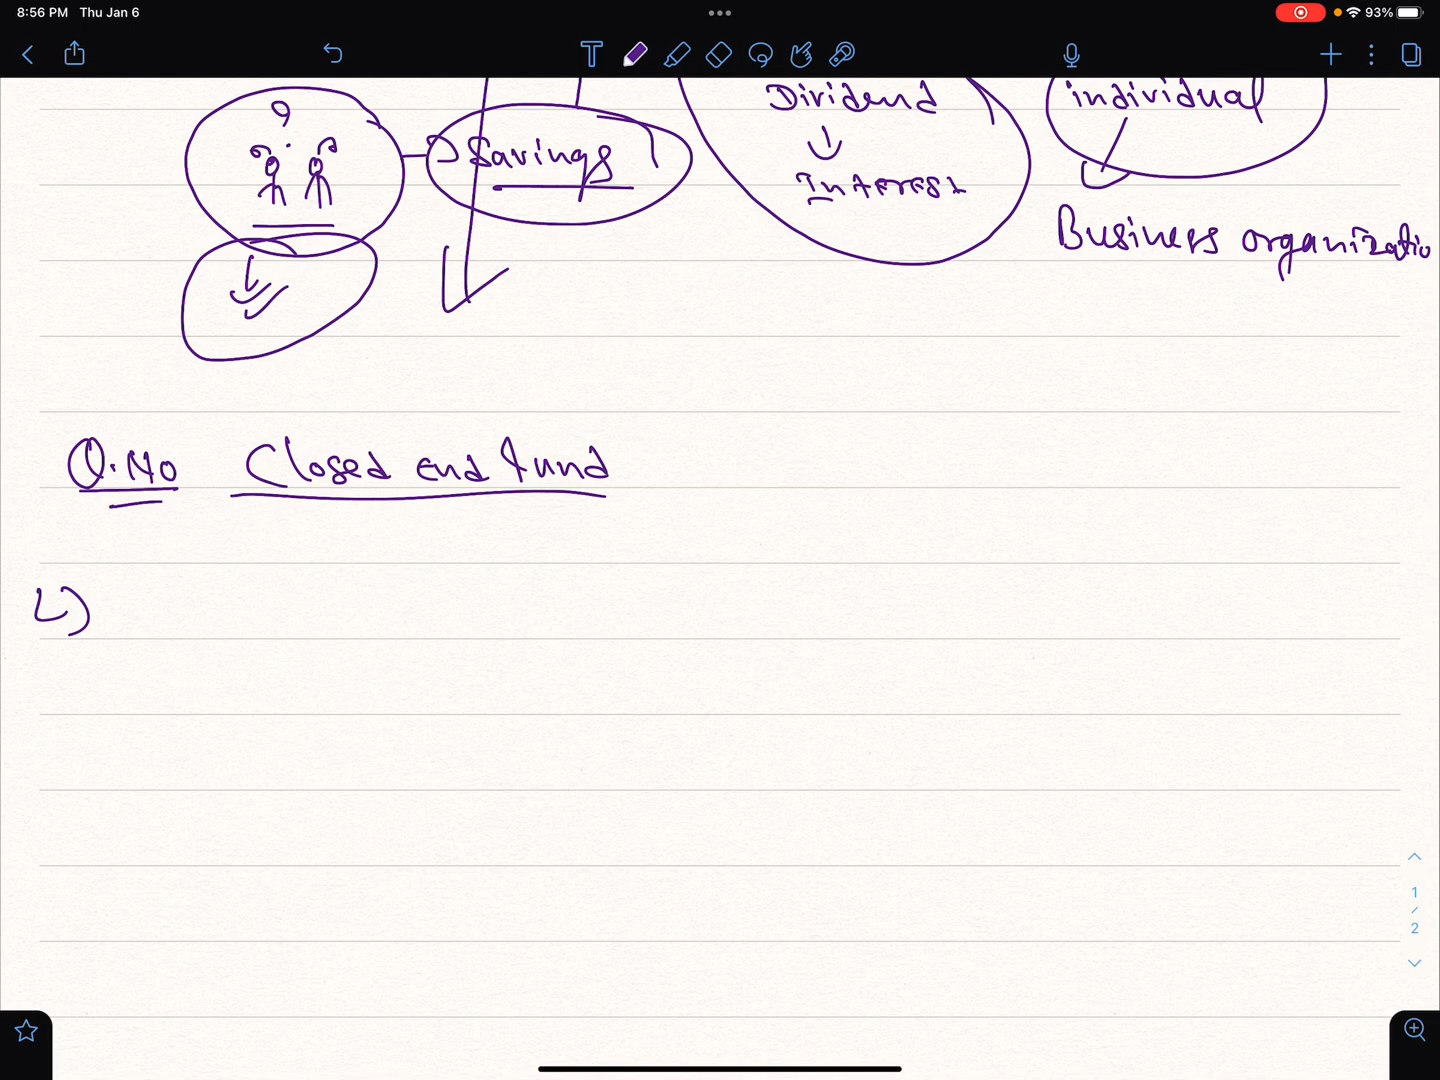 8:56 PM Thu Jan 6
93%
T
Dividend
individual
Savings
Interest
Business organizatio
Q.No Closed end fund
1
/
2